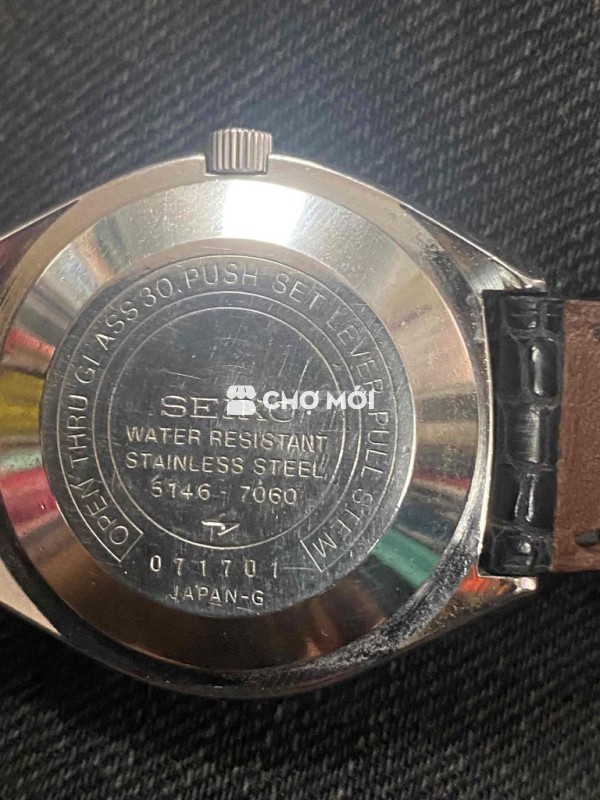 OPEN THRU GLASS 30. PUSH SET LEVER. PULL STEM
SEIKO
CHỢ MỚI
WATER RESISTANT
STAINLESS STEEL
5146-7060
071701
JAPAN-G